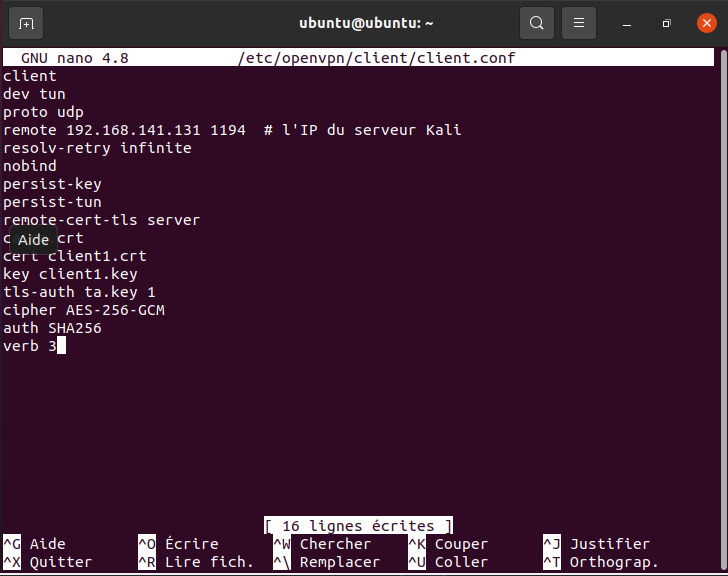 ubuntu@ubuntu: ~
GNU nano 4.8 /etc/openvpn/client/client.conf
client
dev tun
proto udp
remote 192.168.141.131 1194 # l'IP du serveur Kali
resolv-retry infinite
nobind
persist-key
persist-tun
remote-cert-tls server
c crt
Aide
cert client1.crt
key client1.key
tls-auth ta.key 1
cipher AES-256-GCM
auth SHA256
verb 3
[ 16 lignes écrites ]
^G Aide ^O Écrire ^W Chercher ^K Couper ^J Justifier
^X Quitter ^R Lire fich. ^\ Remplacer ^U Coller ^T Orthograp.